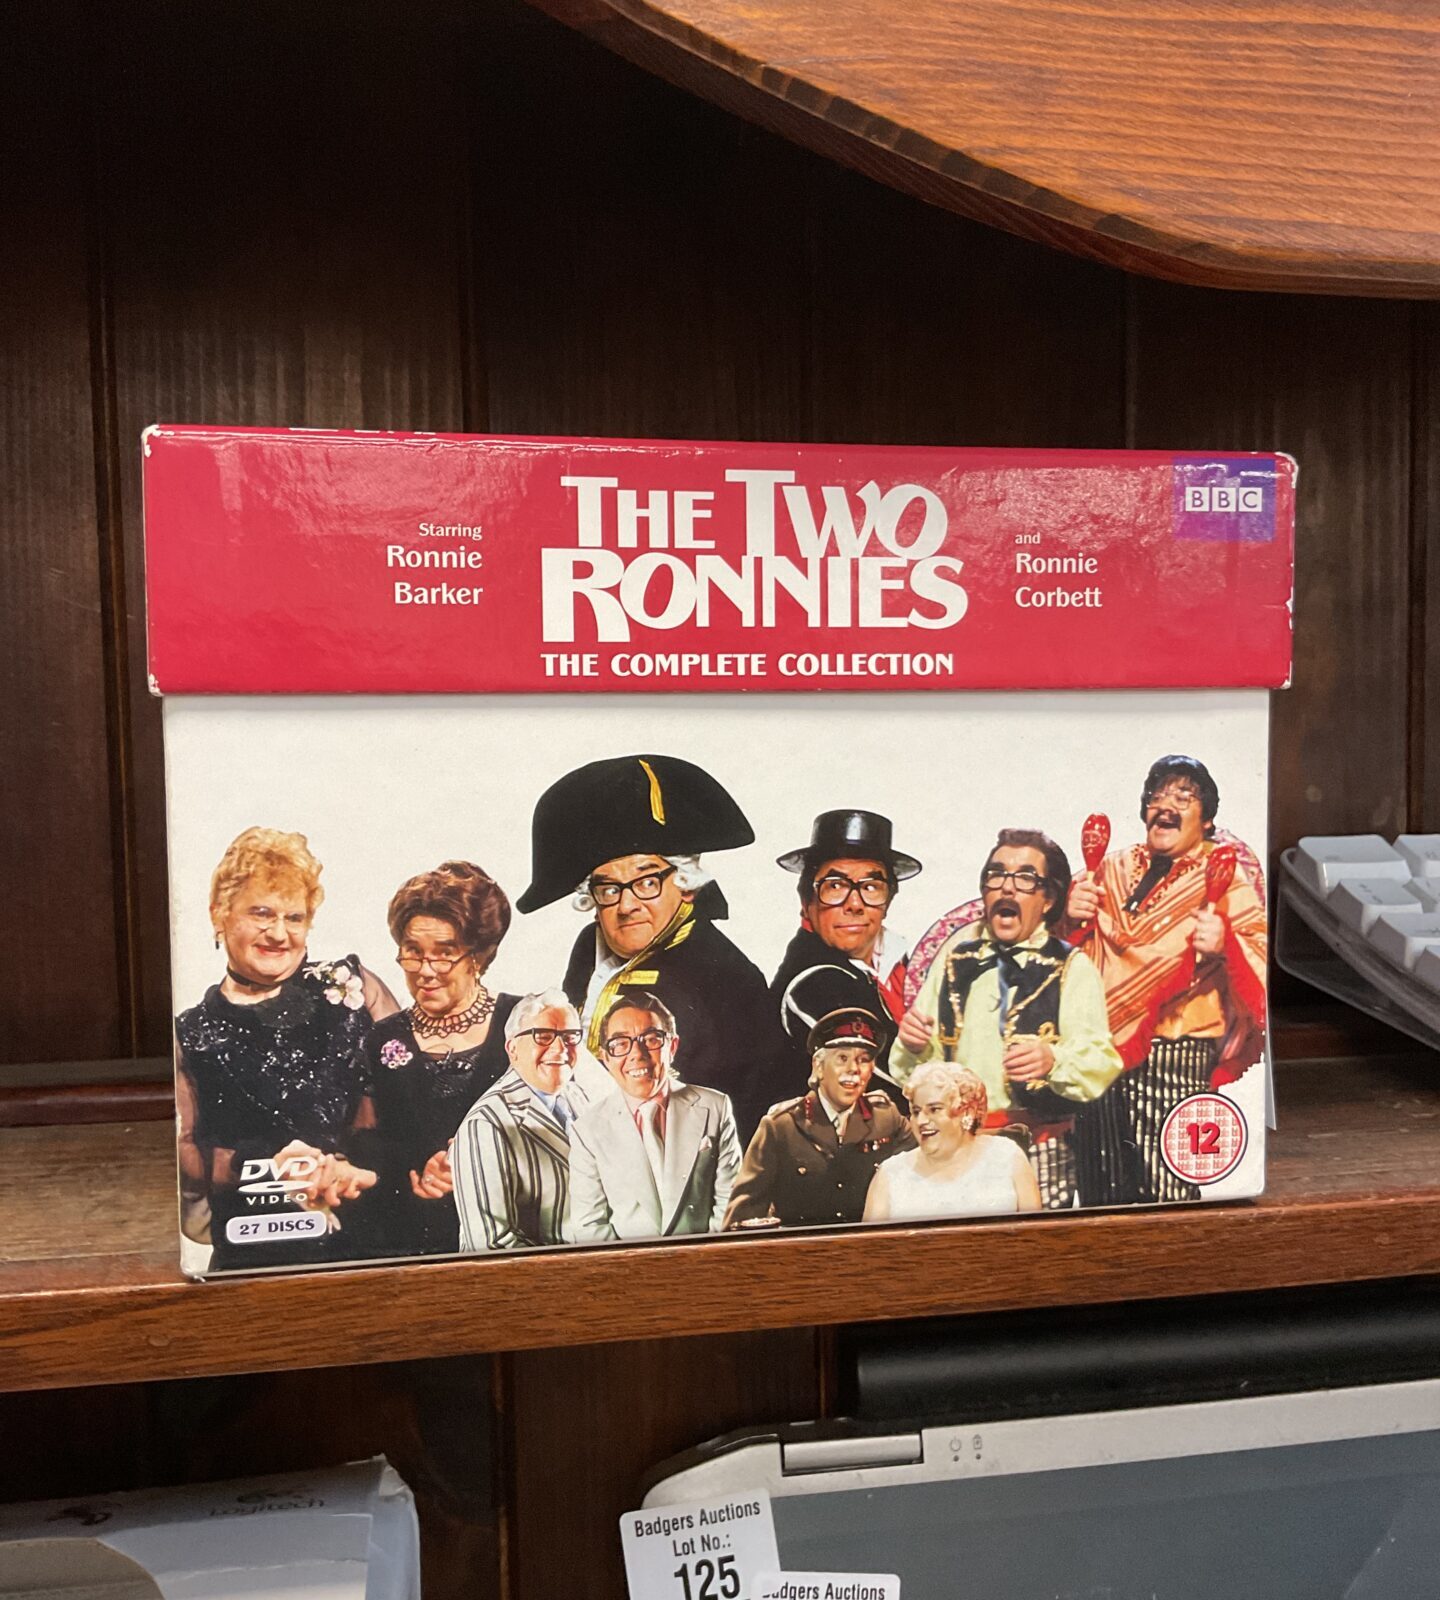 Starring
Ronnie
Barker
THE TWO
RONNIES
THE COMPLETE COLLECTION
and
Ronnie
Corbett
BBC
DVD
VIDEO
27 DISCS
12
Logitech
Badgers Auctions
Lot No.:
125
Auctions